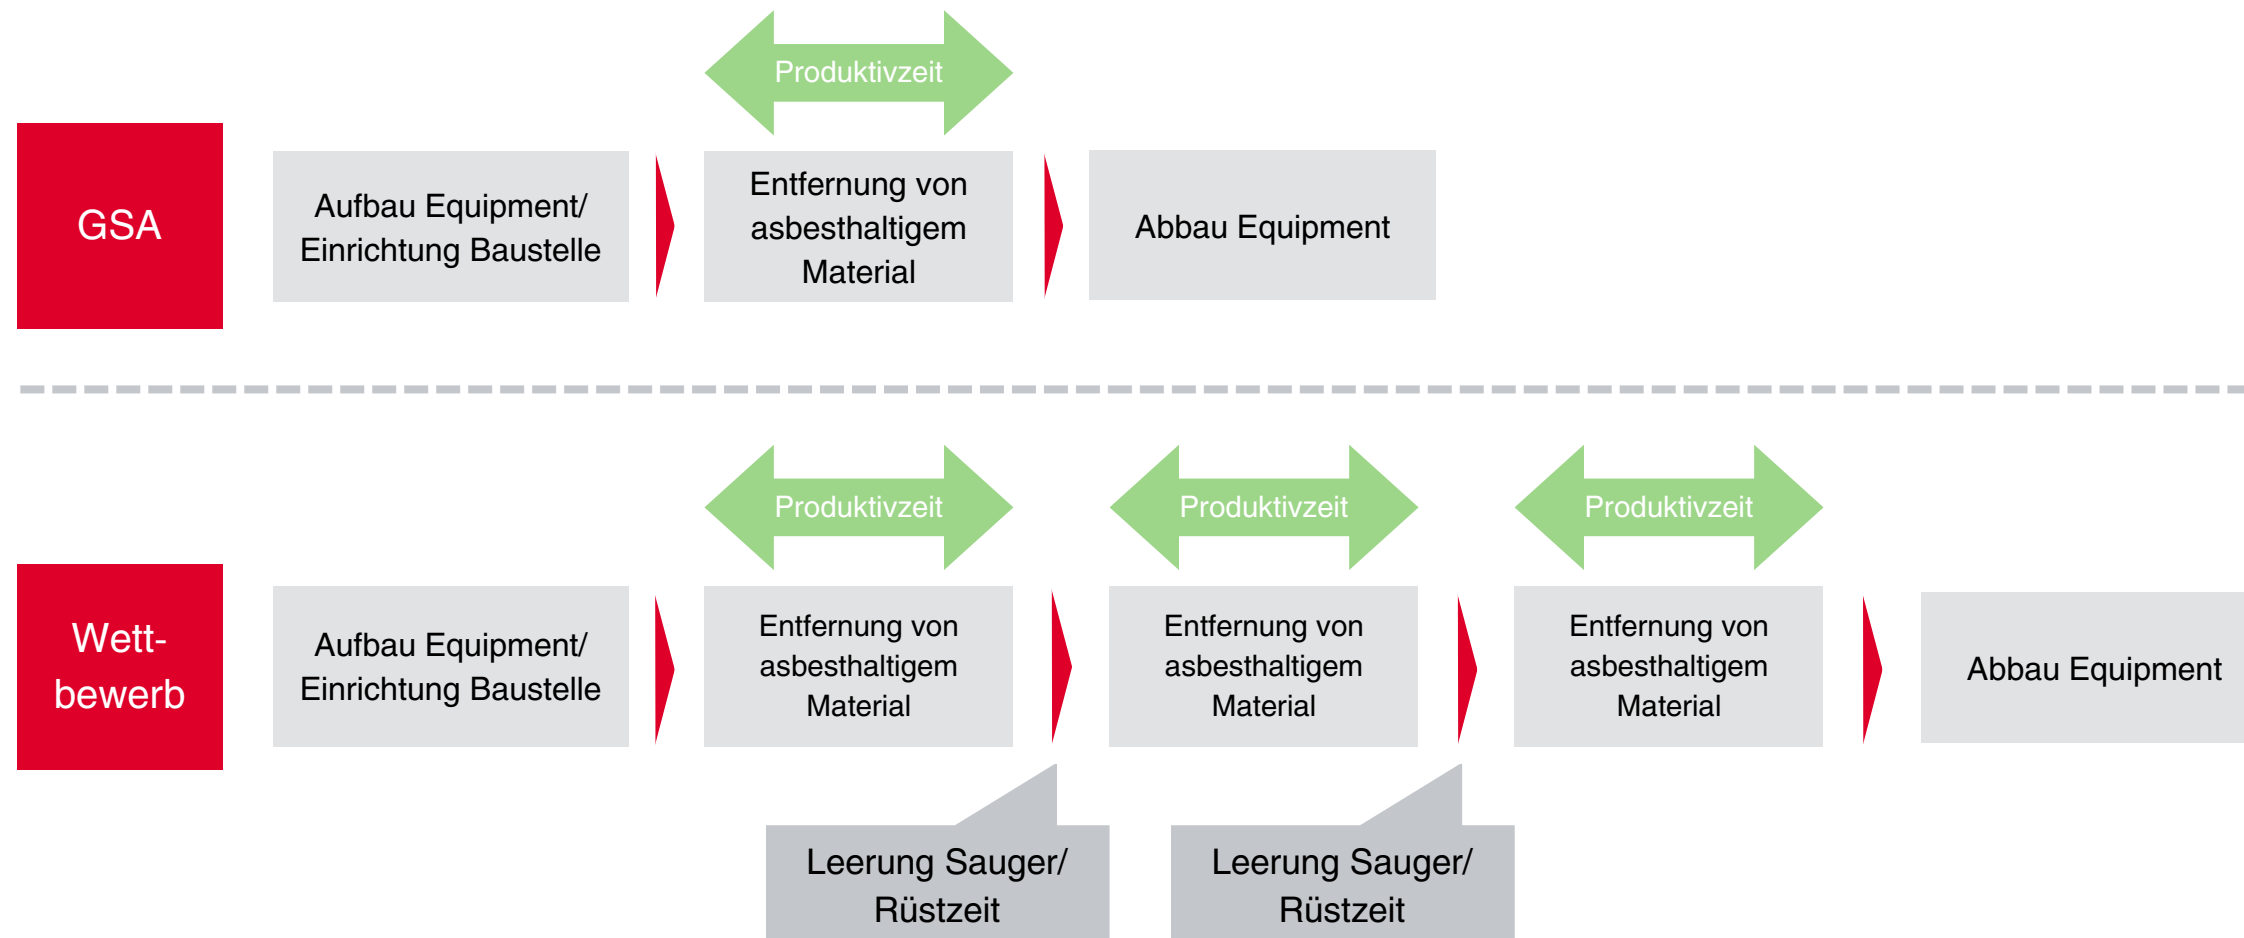 Produktivzeit
GSA
Aufbau Equipment/
Einrichtung Baustelle
Entfernung von
asbesthaltigem
Material
Abbau Equipment
Produktivzeit
Produktivzeit
Produktivzeit
Wett-
bewerb
Aufbau Equipment/
Einrichtung Baustelle
Entfernung von
asbesthaltigem
Material
Entfernung von
asbesthaltigem
Material
Entfernung von
asbesthaltigem
Material
Abbau Equipment
Leerung Sauger/
Rüstzeit
Leerung Sauger/
Rüstzeit